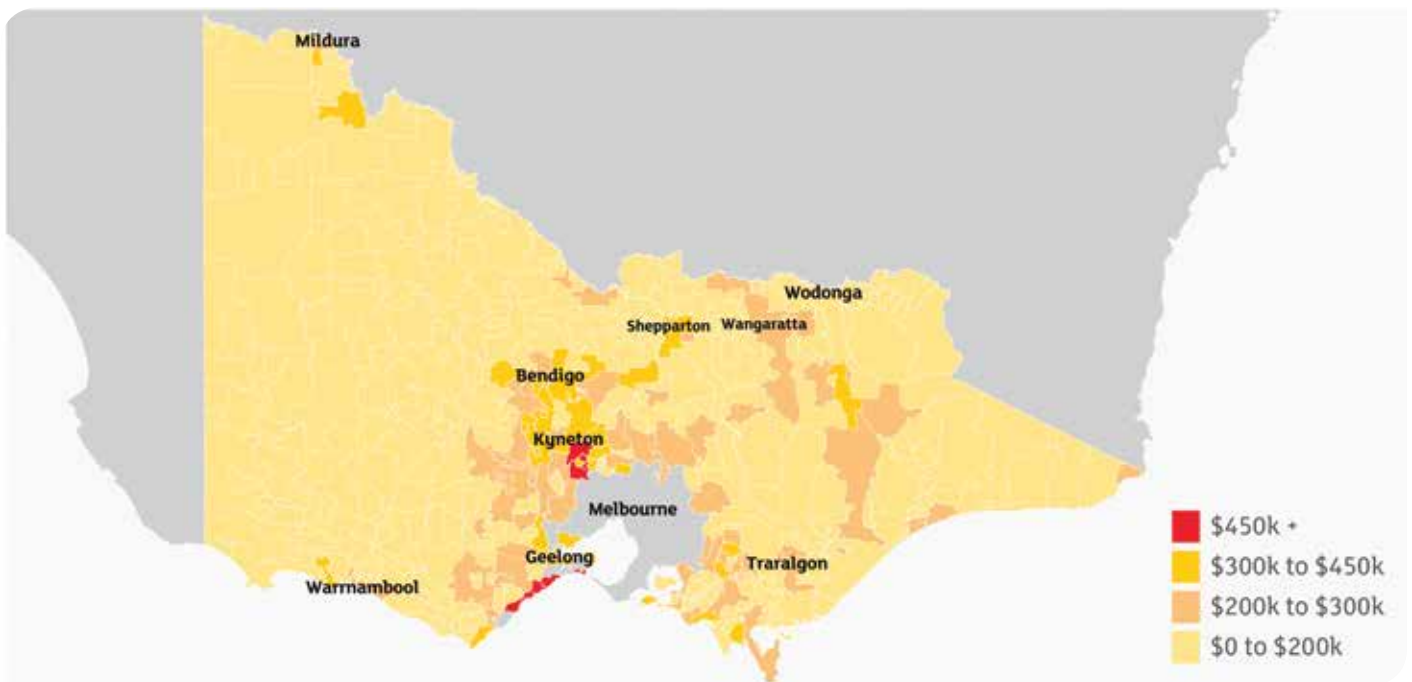 Mildura
Wodonga
Shepparton
Wangaratta
Bendigo
Kyneton
Melbourne
Geelong
Traralgon
Warrnambool
$450k +
$300k to $450k
$200k to $300k
$0 to $200k